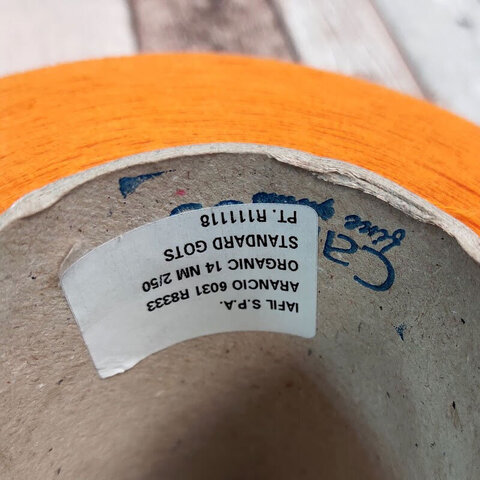 IAFIL S.P.A.
ARANCIO 6031 R8333
ORGANIC 14 NM 2/50
STANDARD GOTS
PT. R111118